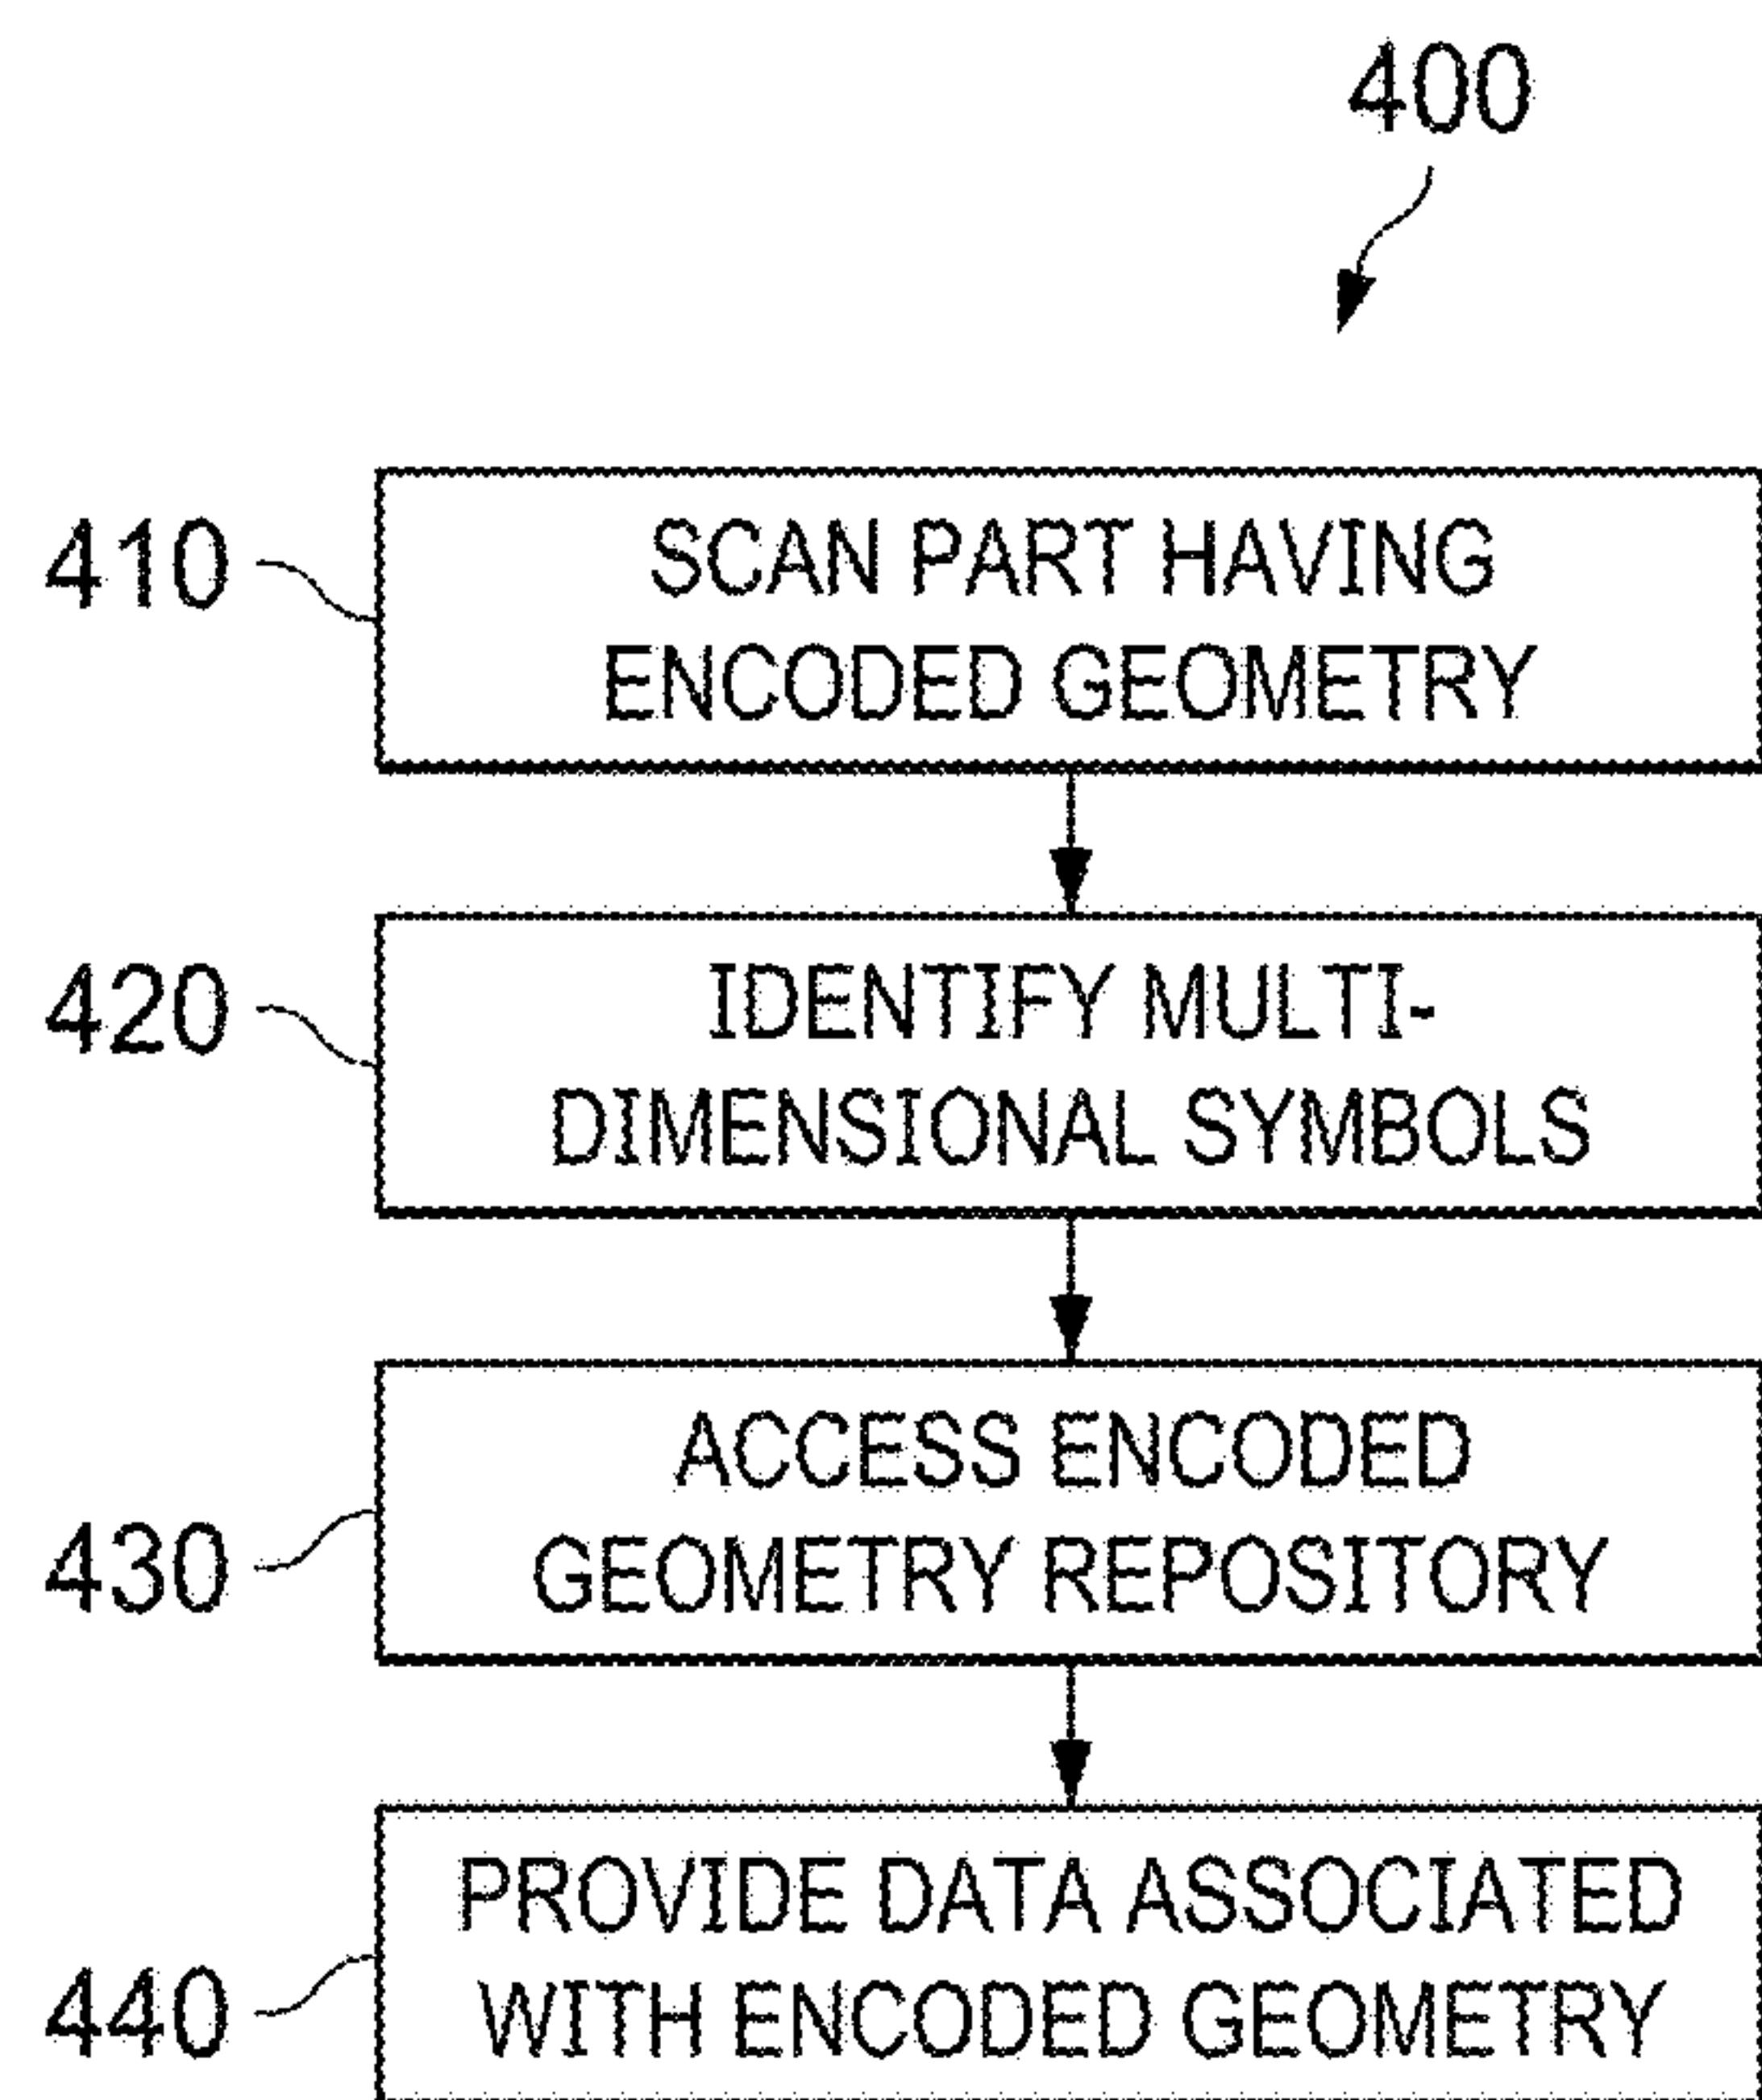 400
410
SCAN PART HAVING
ENCODED GEOMETRY
420
IDENTIFY MULTI-
DIMENSIONAL SYMBOLS
430
ACCESS ENCODED
GEOMETRY REPOSITORY
440
PROVIDE DATA ASSOCIATED
WITH ENCODED GEOMETRY